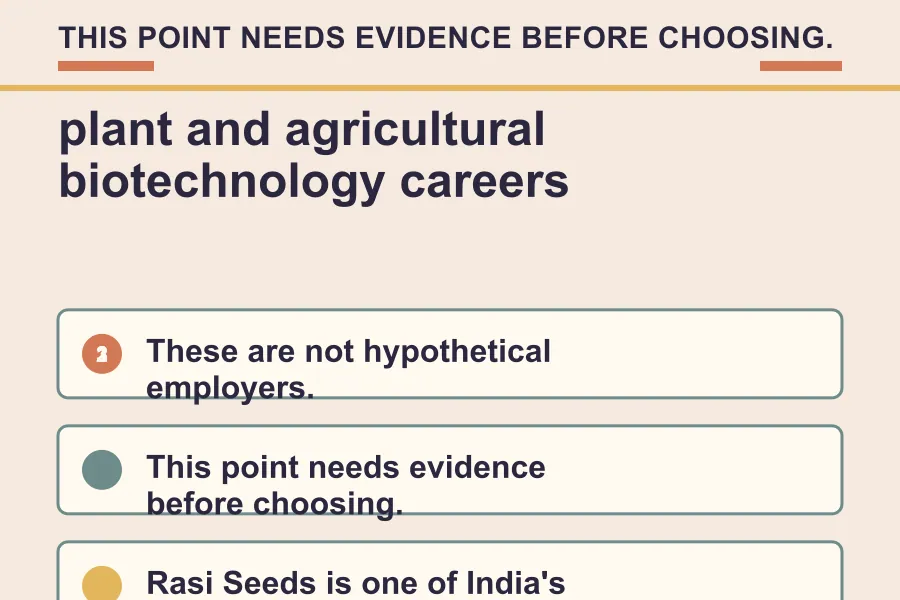 THIS POINT NEEDS EVIDENCE BEFORE CHOOSING.
plant and agricultural
biotechnology careers
These are not hypothetical
employers.
This point needs evidence
before choosing.
Rasi Seeds is one of India's